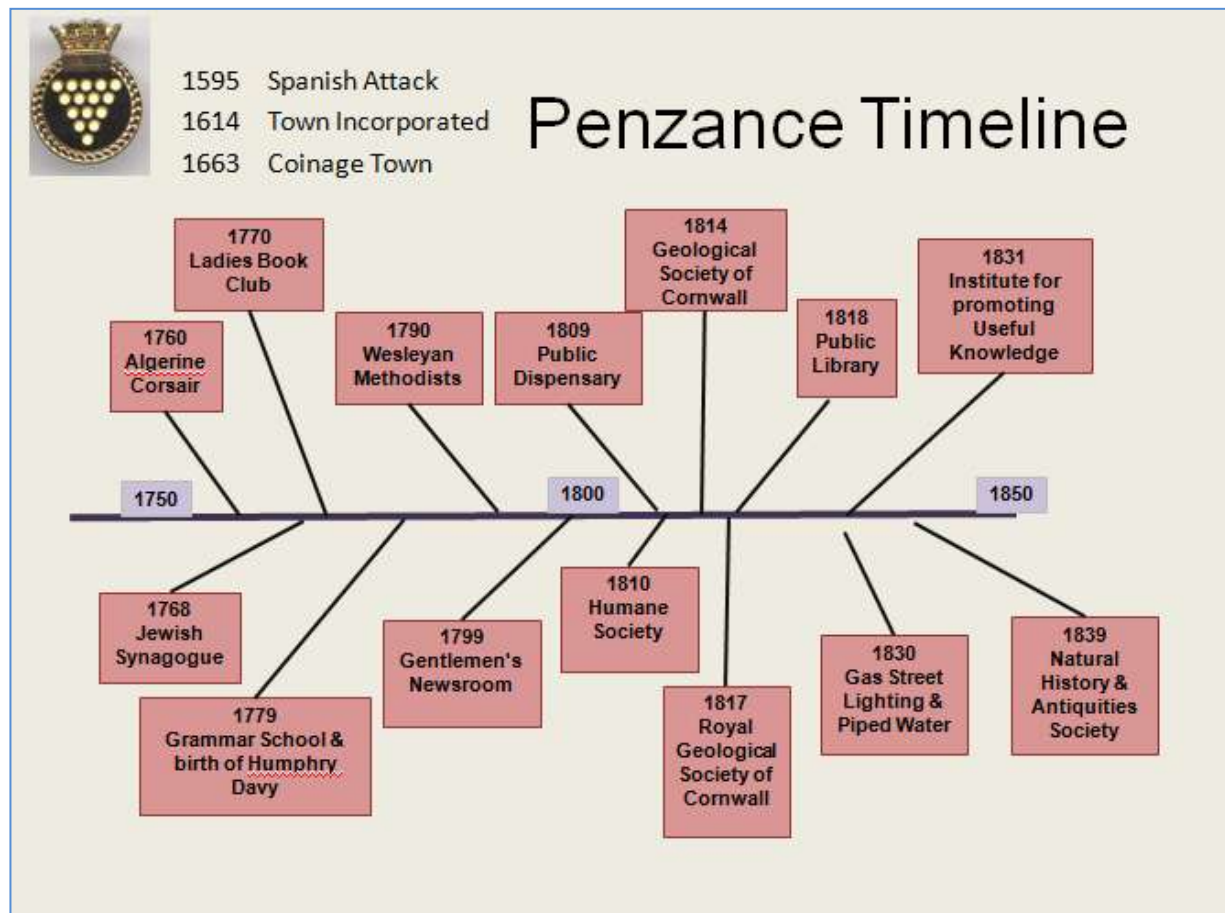 1595 Spanish Attack
1614 Town Incorporated
1663 Coinage Town
Penzance Timeline
1760
Algerine
Corsair
1770
Ladies Book
Club
1790
Wesleyan
Methodists
1809
Public
Dispensary
1814
Geological
Society of
Cornwall
1818
Public
Library
1831
Institute for
promoting
Useful
Knowledge
1750
1800
1850
1768
Jewish
Synagogue
1779
Grammar School &
birth of Humphry
Davy
1799
Gentlemen's
Newsroom
1810
Humane
Society
1817
Royal
Geological
Society of
Cornwall
1830
Gas Street
Lighting &
Piped Water
1839
Natural
History &
Antiquities
Society